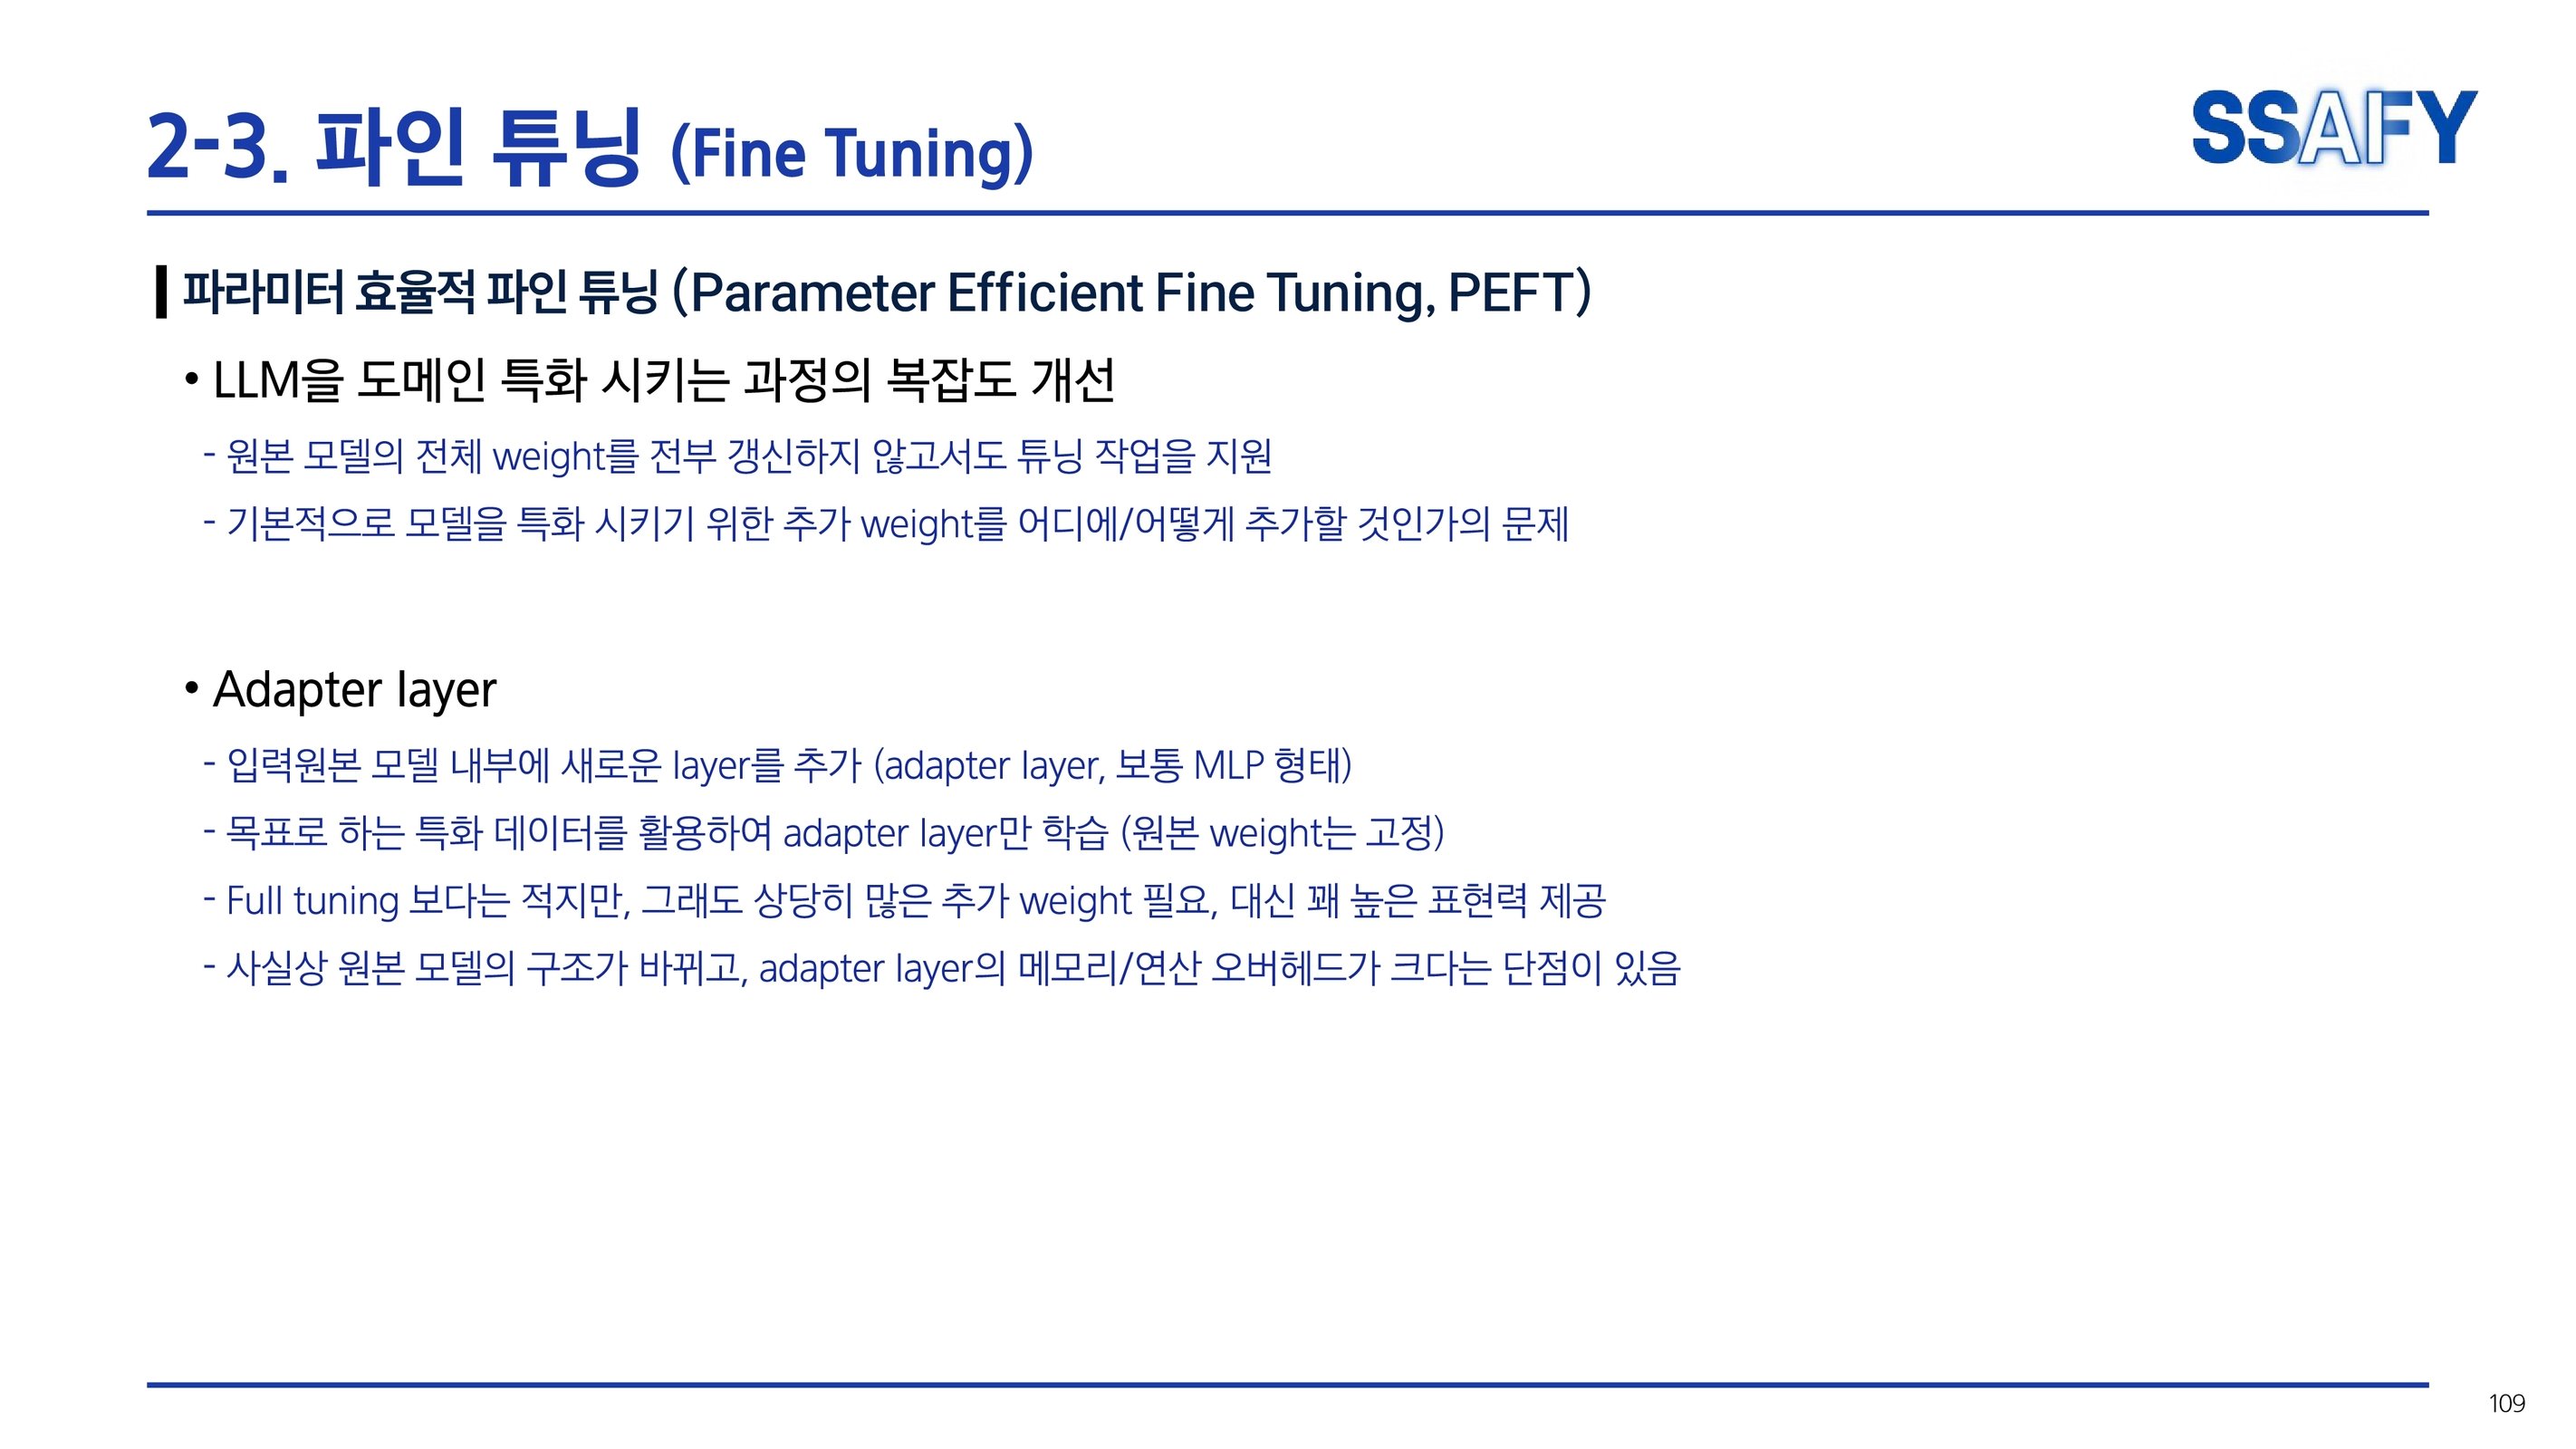 2-3. 파인 튜닝 (Fine Tuning)
SSAFY
파라미터 효율적 파인 튜닝 (Parameter Efficient Fine Tuning, PEFT)
• LLM을 도메인 특화 시키는 과정의 복잡도 개선
- 원본 모델의 전체 weight를 전부 갱신하지 않고서도 튜닝 작업을 지원
- 기본적으로 모델을 특화 시키기 위한 추가 weight를 어디에/어떻게 추가할 것인가의 문제
• Adapter layer
- 입력원본 모델 내부에 새로운 layer를 추가 (adapter layer, 보통 MLP 형태)
- 목표로 하는 특화 데이터를 활용하여 adapter layer만 학습 (원본 weight는 고정)
- Full tuning 보다는 적지만, 그래도 상당히 많은 추가 weight 필요, 대신 꽤 높은 표현력 제공
- 사실상 원본 모델의 구조가 바뀌고, adapter layer의 메모리/연산 오버헤드가 크다는 단점이 있음
109